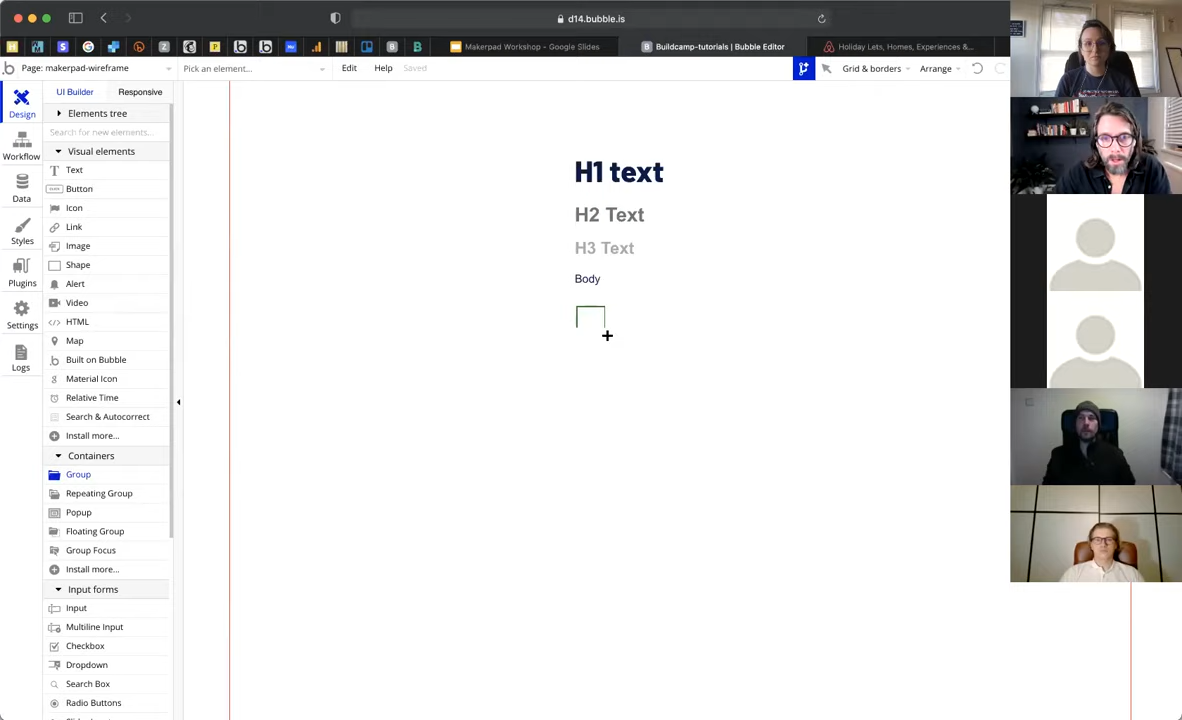 d14.bubble.is
Makerpad Workshop – Google Slides
Buildcamp-tutorials | Bubble Editor
Holiday Lets, Homes, Experiences &...
Page: makerpad-wireframe
Pick an element...
Edit
Help
Saved
Grid & borders
Arrange
UI Builder
Responsive
Design
Workflow
Data
Styles
Plugins
Settings
Logs
Elements tree
Search for new elements...
Visual elements
Text
Button
Icon
Link
Image
Shape
Alert
Video
HTML
Map
Built on Bubble
Material Icon
Relative Time
Search & Autocorrect
Install more...
Containers
Group
Repeating Group
Popup
Floating Group
Group Focus
Install more...
Input forms
Input
Multiline Input
Checkbox
Dropdown
Search Box
Radio Buttons
H1 text
H2 Text
H3 Text
Body